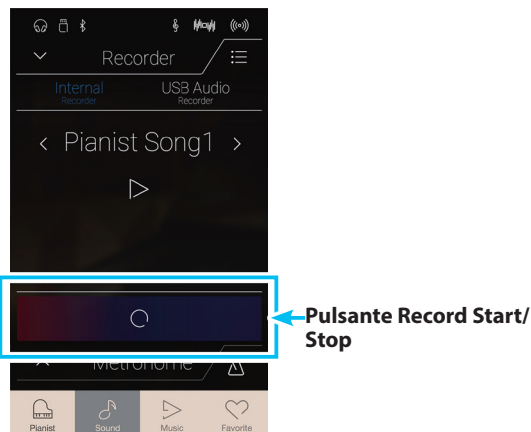 Recorder
Internal
Recorder
USB Audio
Recorder
Pianist Song1
Pulsante Record Start/
Stop
Metronome
Pianist
Sound
Music
Favorite